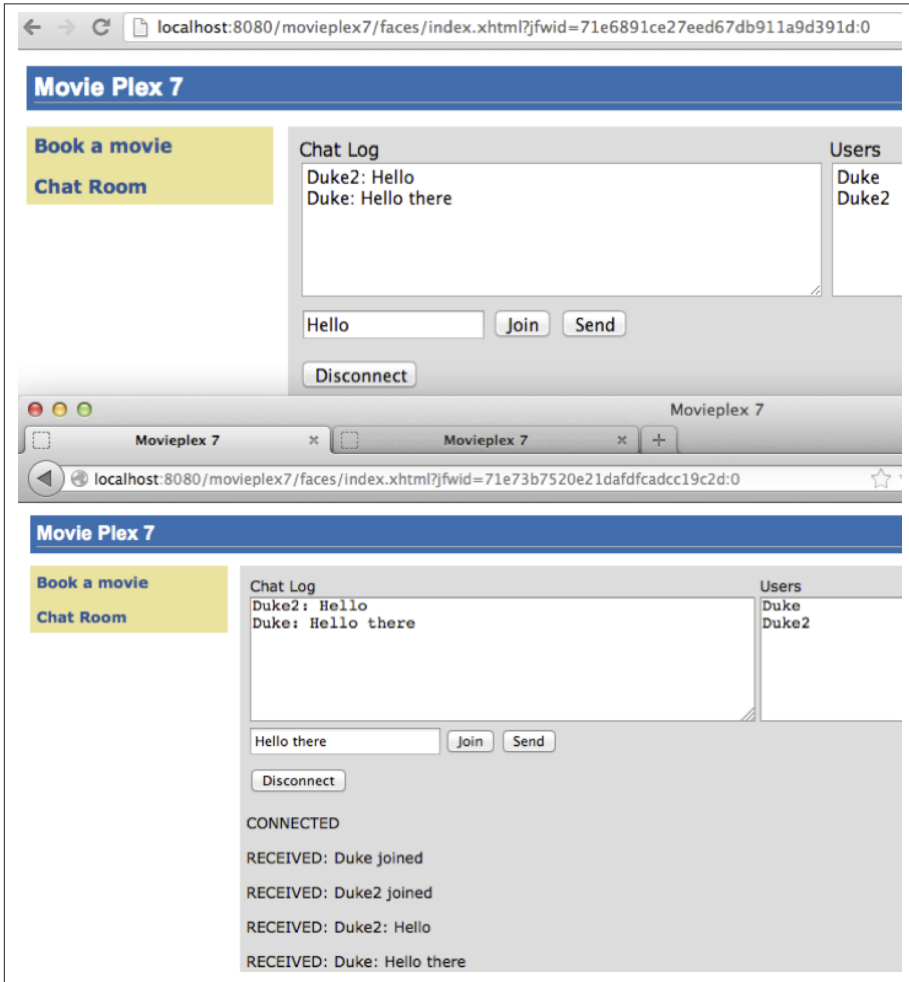 localhost:8080/movieplex7/faces/index.xhtml?jfwid=71e6891ce27eed67db911a9d391d:0
Movie Plex 7
Book a movie
Chat Room
Chat Log
Users
Duke2: Hello
Duke: Hello there
Duke
Duke2
Hello
Join
Send
Disconnect
Movieplex 7
Movieplex 7
Movieplex 7
localhost:8080/movieplex7/faces/index.xhtml?jfwid=71e73b7520e21dafdfcadcc19c2d:0
Movie Plex 7
Book a movie
Chat Room
Chat Log
Users
Duke2: Hello
Duke: Hello there
Duke
Duke2
Hello there
Join
Send
Disconnect
CONNECTED
RECEIVED: Duke joined
RECEIVED: Duke2 joined
RECEIVED: Duke2: Hello
RECEIVED: Duke: Hello there